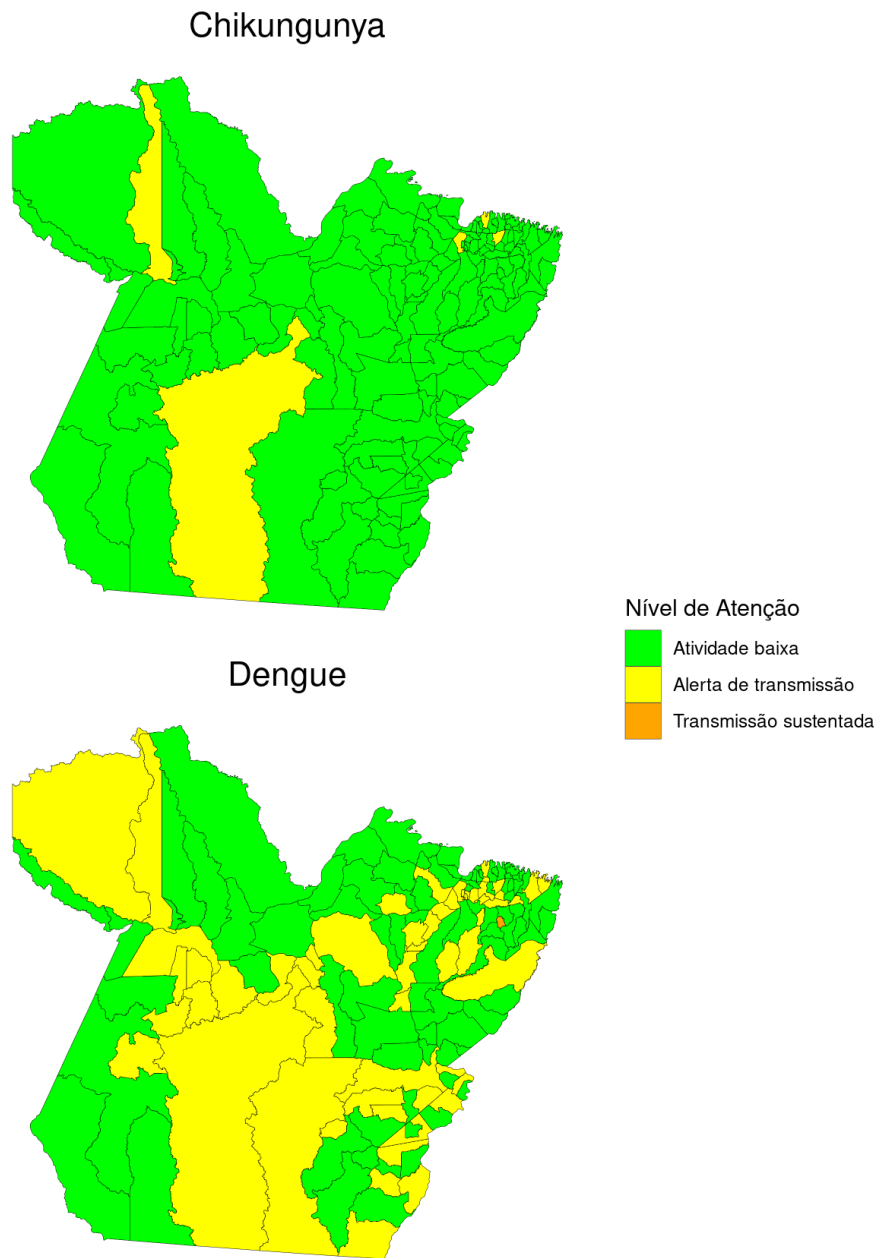 Chikungunya
Nível de Atenção
Atividade baixa
Alerta de transmissão
Transmissão sustentada
Dengue